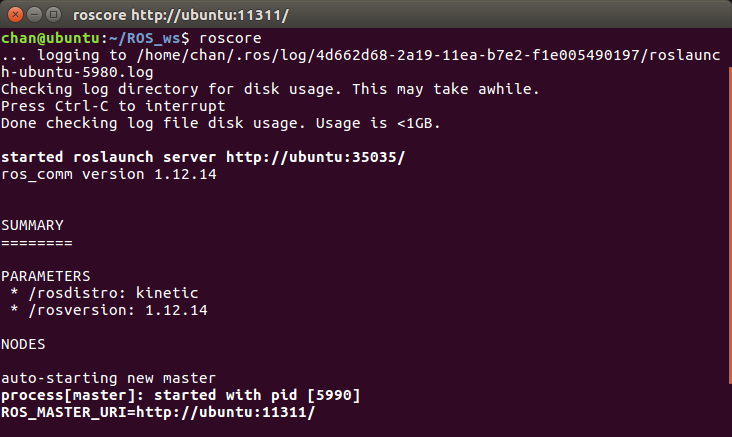 roscore http://ubuntu:11311/
chan@ubuntu:~/ROS_ws$ roscore
... logging to /home/chan/.ros/log/4d662d68-2a19-11ea-b7e2-f1e005490197/roslaunc
h-ubuntu-5980.log
Checking log directory for disk usage. This may take awhile.
Press Ctrl-C to interrupt
Done checking log file disk usage. Usage is <1GB.
started roslaunch server http://ubuntu:35035/
ros_comm version 1.12.14
SUMMARY
========
PARAMETERS
 * /rosdistro: kinetic
 * /rosversion: 1.12.14
NODES
auto-starting new master
process[master]: started with pid [5990]
ROS_MASTER_URI=http://ubuntu:11311/